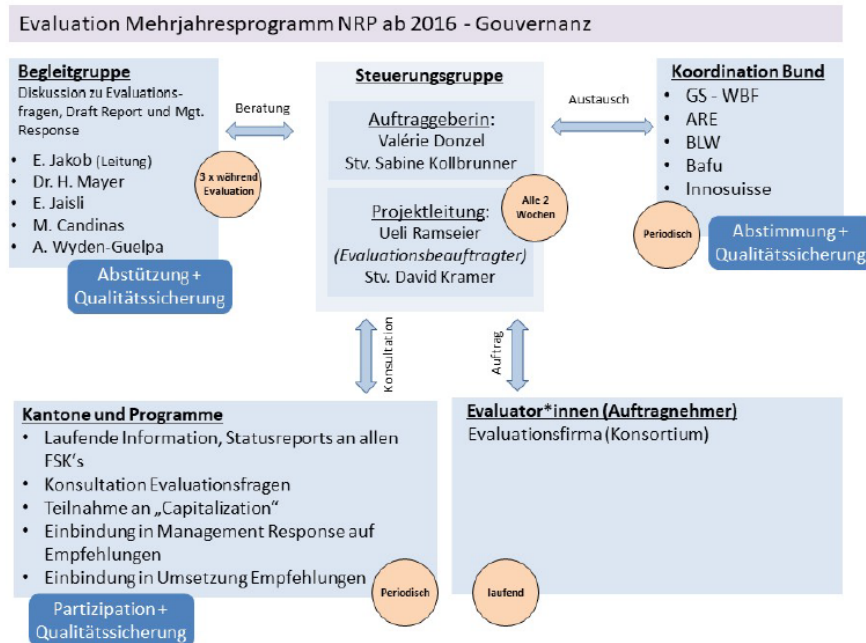 Evaluation Mehrjahresprogramm NRP ab 2016 - Gouvernanz
Begleitgruppe
Diskussion zu Evaluations-
fragen, Draft Report und Mgt.
Response
• E. Jakob (Leitung)
• Dr. H. Mayer
• E. Jaisli
• M. Candinas
• A. Wyden-Guelpa
Abstützung +
Qualitätssicherung
Beratung
3 x während
Evaluation
Steuerungsgruppe
Auftraggeberin:
Valérie Donzel
Stv. Sabine Kollbrunner
Projektleitung:
Ueli Ramseier
(Evaluationsbeauftragter)
Stv. David Kramer
Alle 2
Wochen
Austausch
Koordination Bund
• GS - WBF
• ARE
• BLW
• Bafu
• Innosuisse
Periodisch
Abstimmung +
Qualitätssicherung
Konsultation
Auftrag
Kantone und Programme
• Laufende Information, Statusreports an allen
FSK's
• Konsultation Evaluationsfragen
• Teilnahme an „Capitalization“
• Einbindung in Management Response auf
Empfehlungen
• Einbindung in Umsetzung Empfehlungen
Periodisch
Partizipation +
Qualitätssicherung
Evaluator*innen (Auftragnehmer)
Evaluationsfirma (Konsortium)
laufend